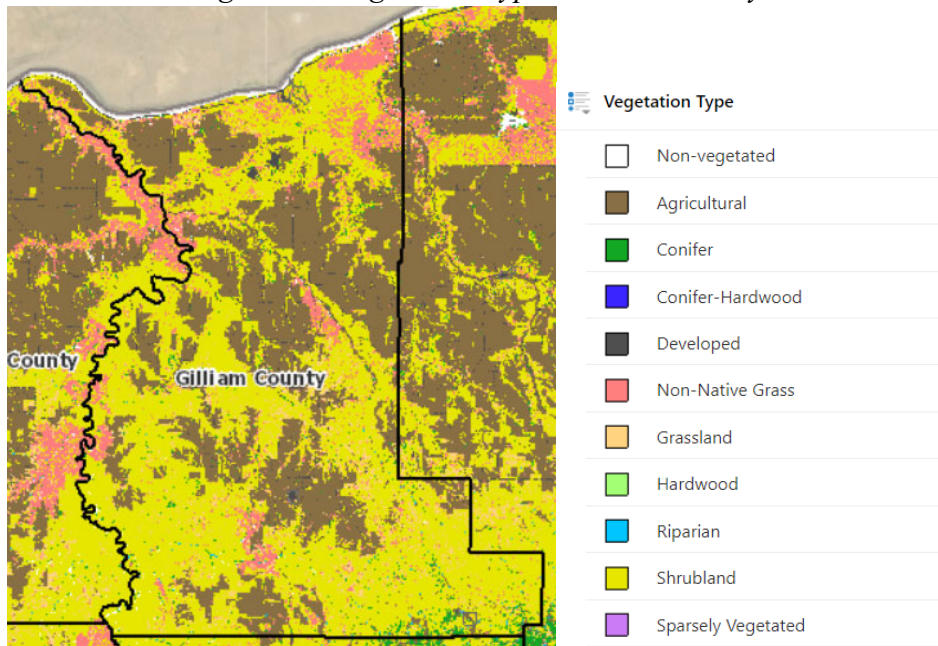 Vegetation Type
Non-vegetated
Agricultural
Conifer
Conifer-Hardwood
Developed
County
Non-Native Grass
Gilliam County
Grassland
Hardwood
Riparian
Shrubland
Sparsely Vegetated